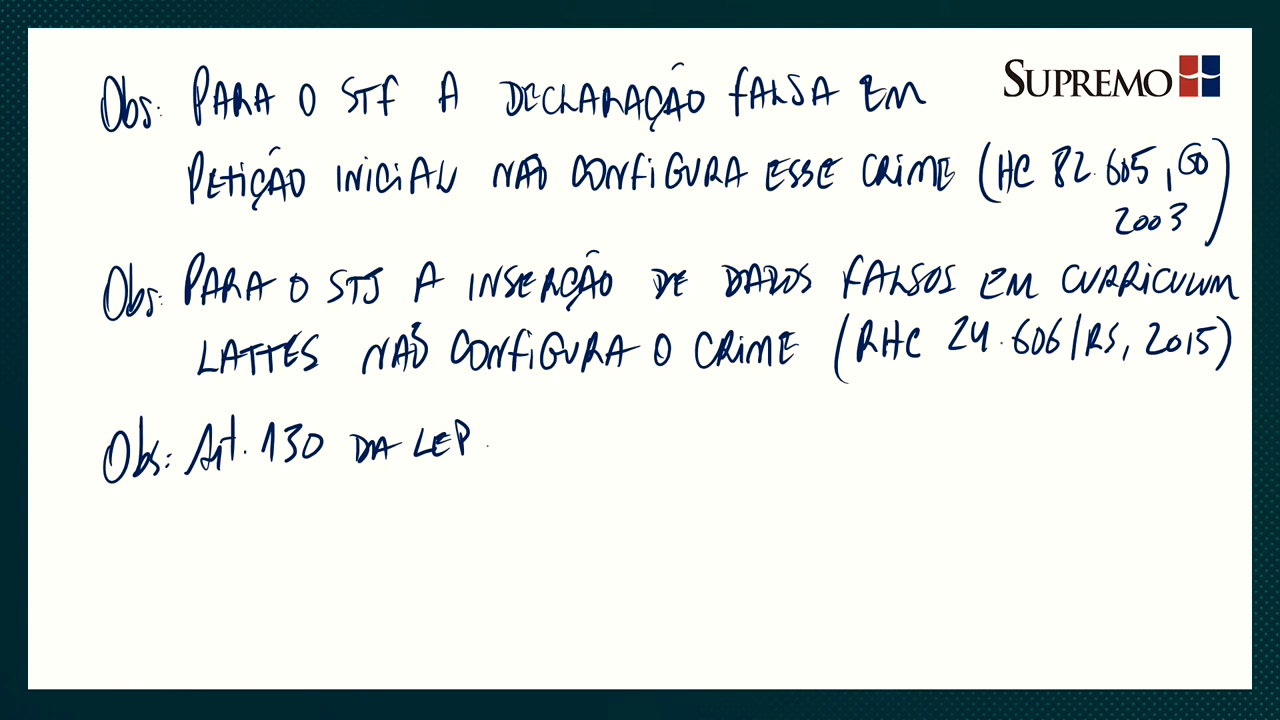 SUPREMO
Obs: PARA O STF A DECLARAÇÃO FALSA EM
PETIÇÃO INICIAL NÃO CONFIGURA ESSE CRIME (HC 82.605, GO
2003)
Obs: PARA O STJ A INSERÇÃO DE DADOS FALSOS EM CURRICULUM
LATTES NÃO CONFIGURA O CRIME (RHC 24.606/RS, 2015)
Obs: Art. 130 DA LEP